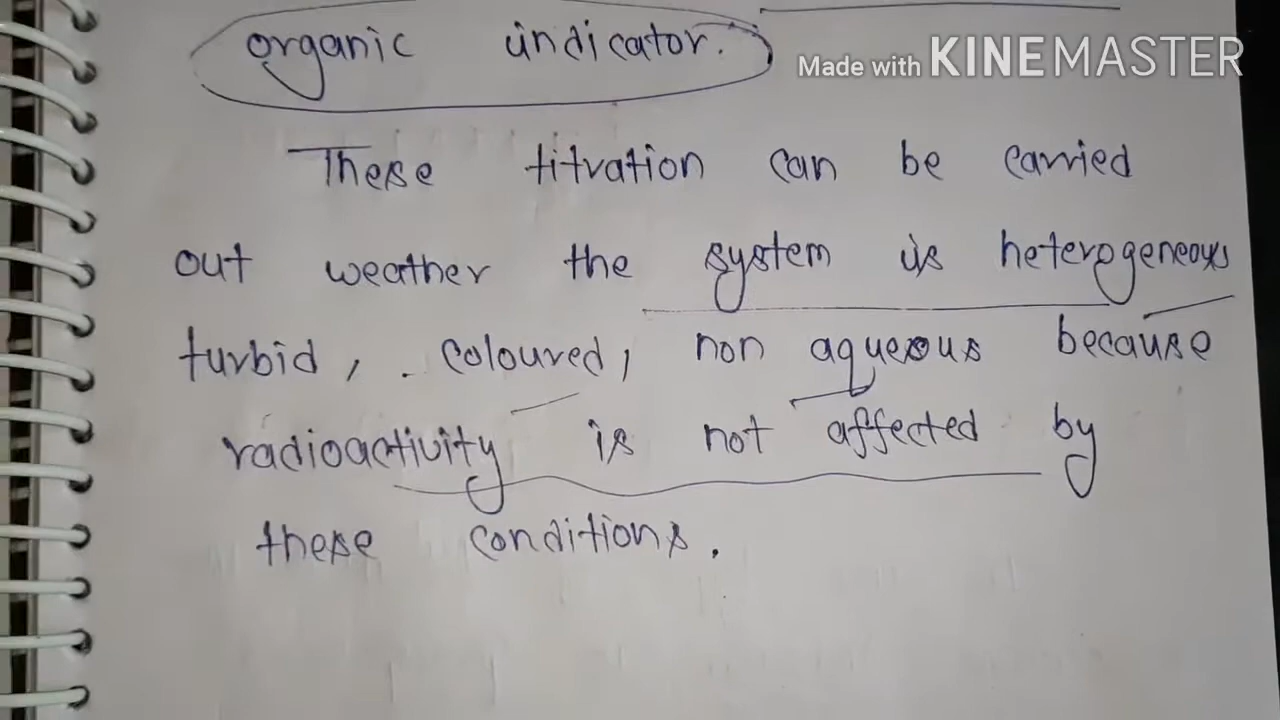 organic indicator.
Made with KINEMASTER
These titration can be carried
out weather the system is heterogeneous
turbid, coloured, non aqueous because
radioactivity is not affected by
these conditions.